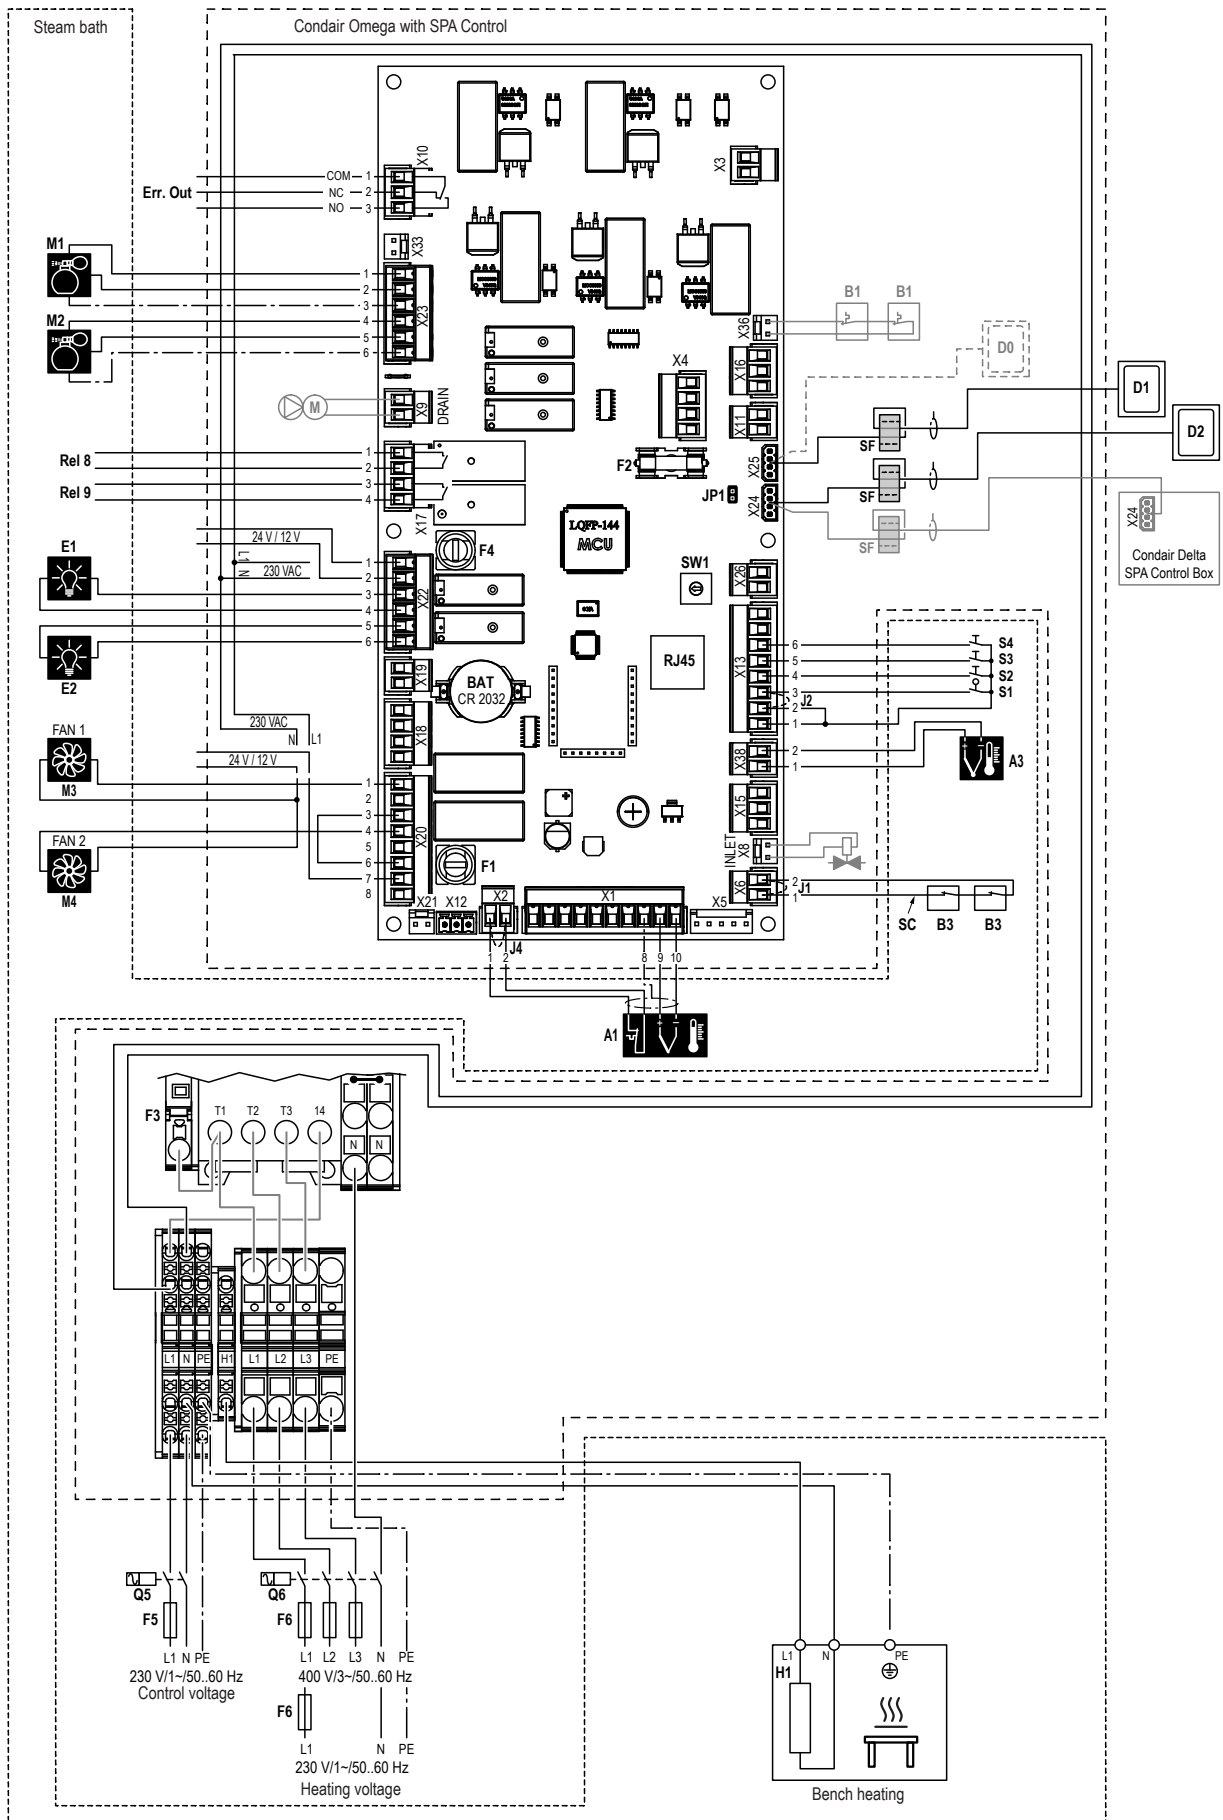 Steam bath
Condair Omega with SPA Control
X10
COM 1
Err. Out NC 2
NO 3
X3
X33
M1
1
2
3
X23
M2
4
5
6
X36
B1 B1
X16
D0
X4
D1
M
X9
DRAIN
X11
D2
SF
F2
X25
Rel 8
1
2
Rel 9
3
4
X17
JP1
X24
SF
X24
SF
Condair Delta
SPA Control Box
LQFP-144
MCU
24 V / 12 V
F4
L1
N
230 VAC
E1
1
2
3
X22
4
5
6
SW1
X26
E2
X19
BAT
CR 2032
RJ45
X13
6 S4
5 S3
4 S2
3 S1
J2
2
1
230 VAC
N L1
X18
FAN 1
24 V / 12 V
M3
X38
2
1
A3
1
2
3
X20
4
5
6
7
8
FAN 2
M4
X15
INLET
X8
F1
X6
2
J1
1
SC B3 B3
X21 X12 X2 X1 X5
J4
1 2 8 9 10
A1
F3
T1 T2 T3 14
N N
L1 N PE H1 L1 L2 L3 PE
Q5 Q6
F5 F6
L1 N PE L1 L2 L3 N PE
230 V/1~/50..60 Hz 400 V/3~/50..60 Hz
Control voltage
F6
L1 N PE
230 V/1~/50..60 Hz
Heating voltage
L1 N PE
H1
Bench heating